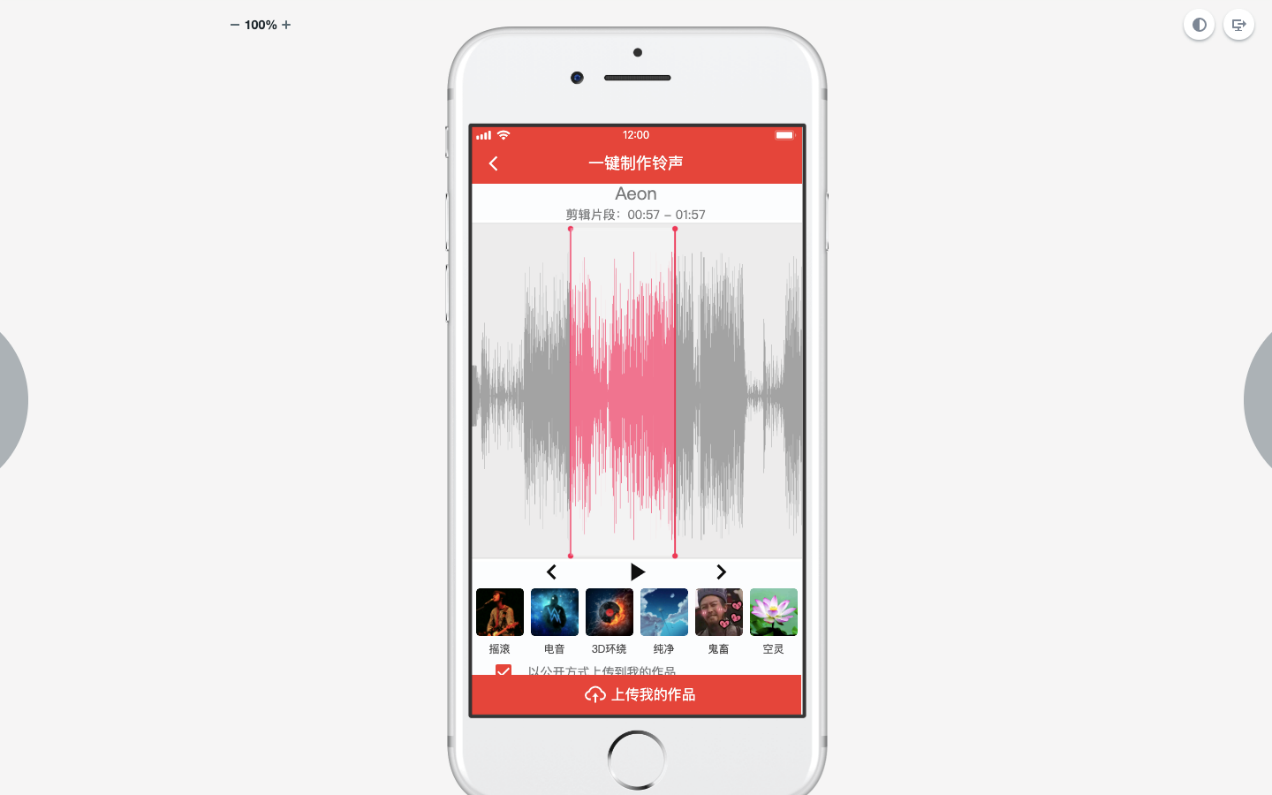 − 100% +
12:00
一键制作铃声
Aeon
剪辑片段：00:57 – 01:57
摇滚 电音 3D环绕 纯净 鬼畜 空灵
以公开方式上传到我的作品
上传我的作品